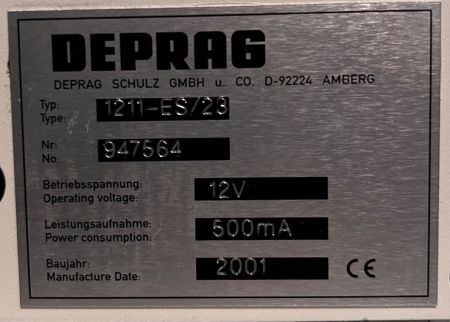 DEPRAG
DEPRAG SCHULZ GMBH u. CO. D-92224 AMBERG
Typ:
Type: 1211-ES/23
Nr:
No: 947564
Betriebsspannung:
Operating voltage: 12V
Leistungsaufnahme:
Power consumption: 500mA
Baujahr:
Manufacture Date: 2001
CE